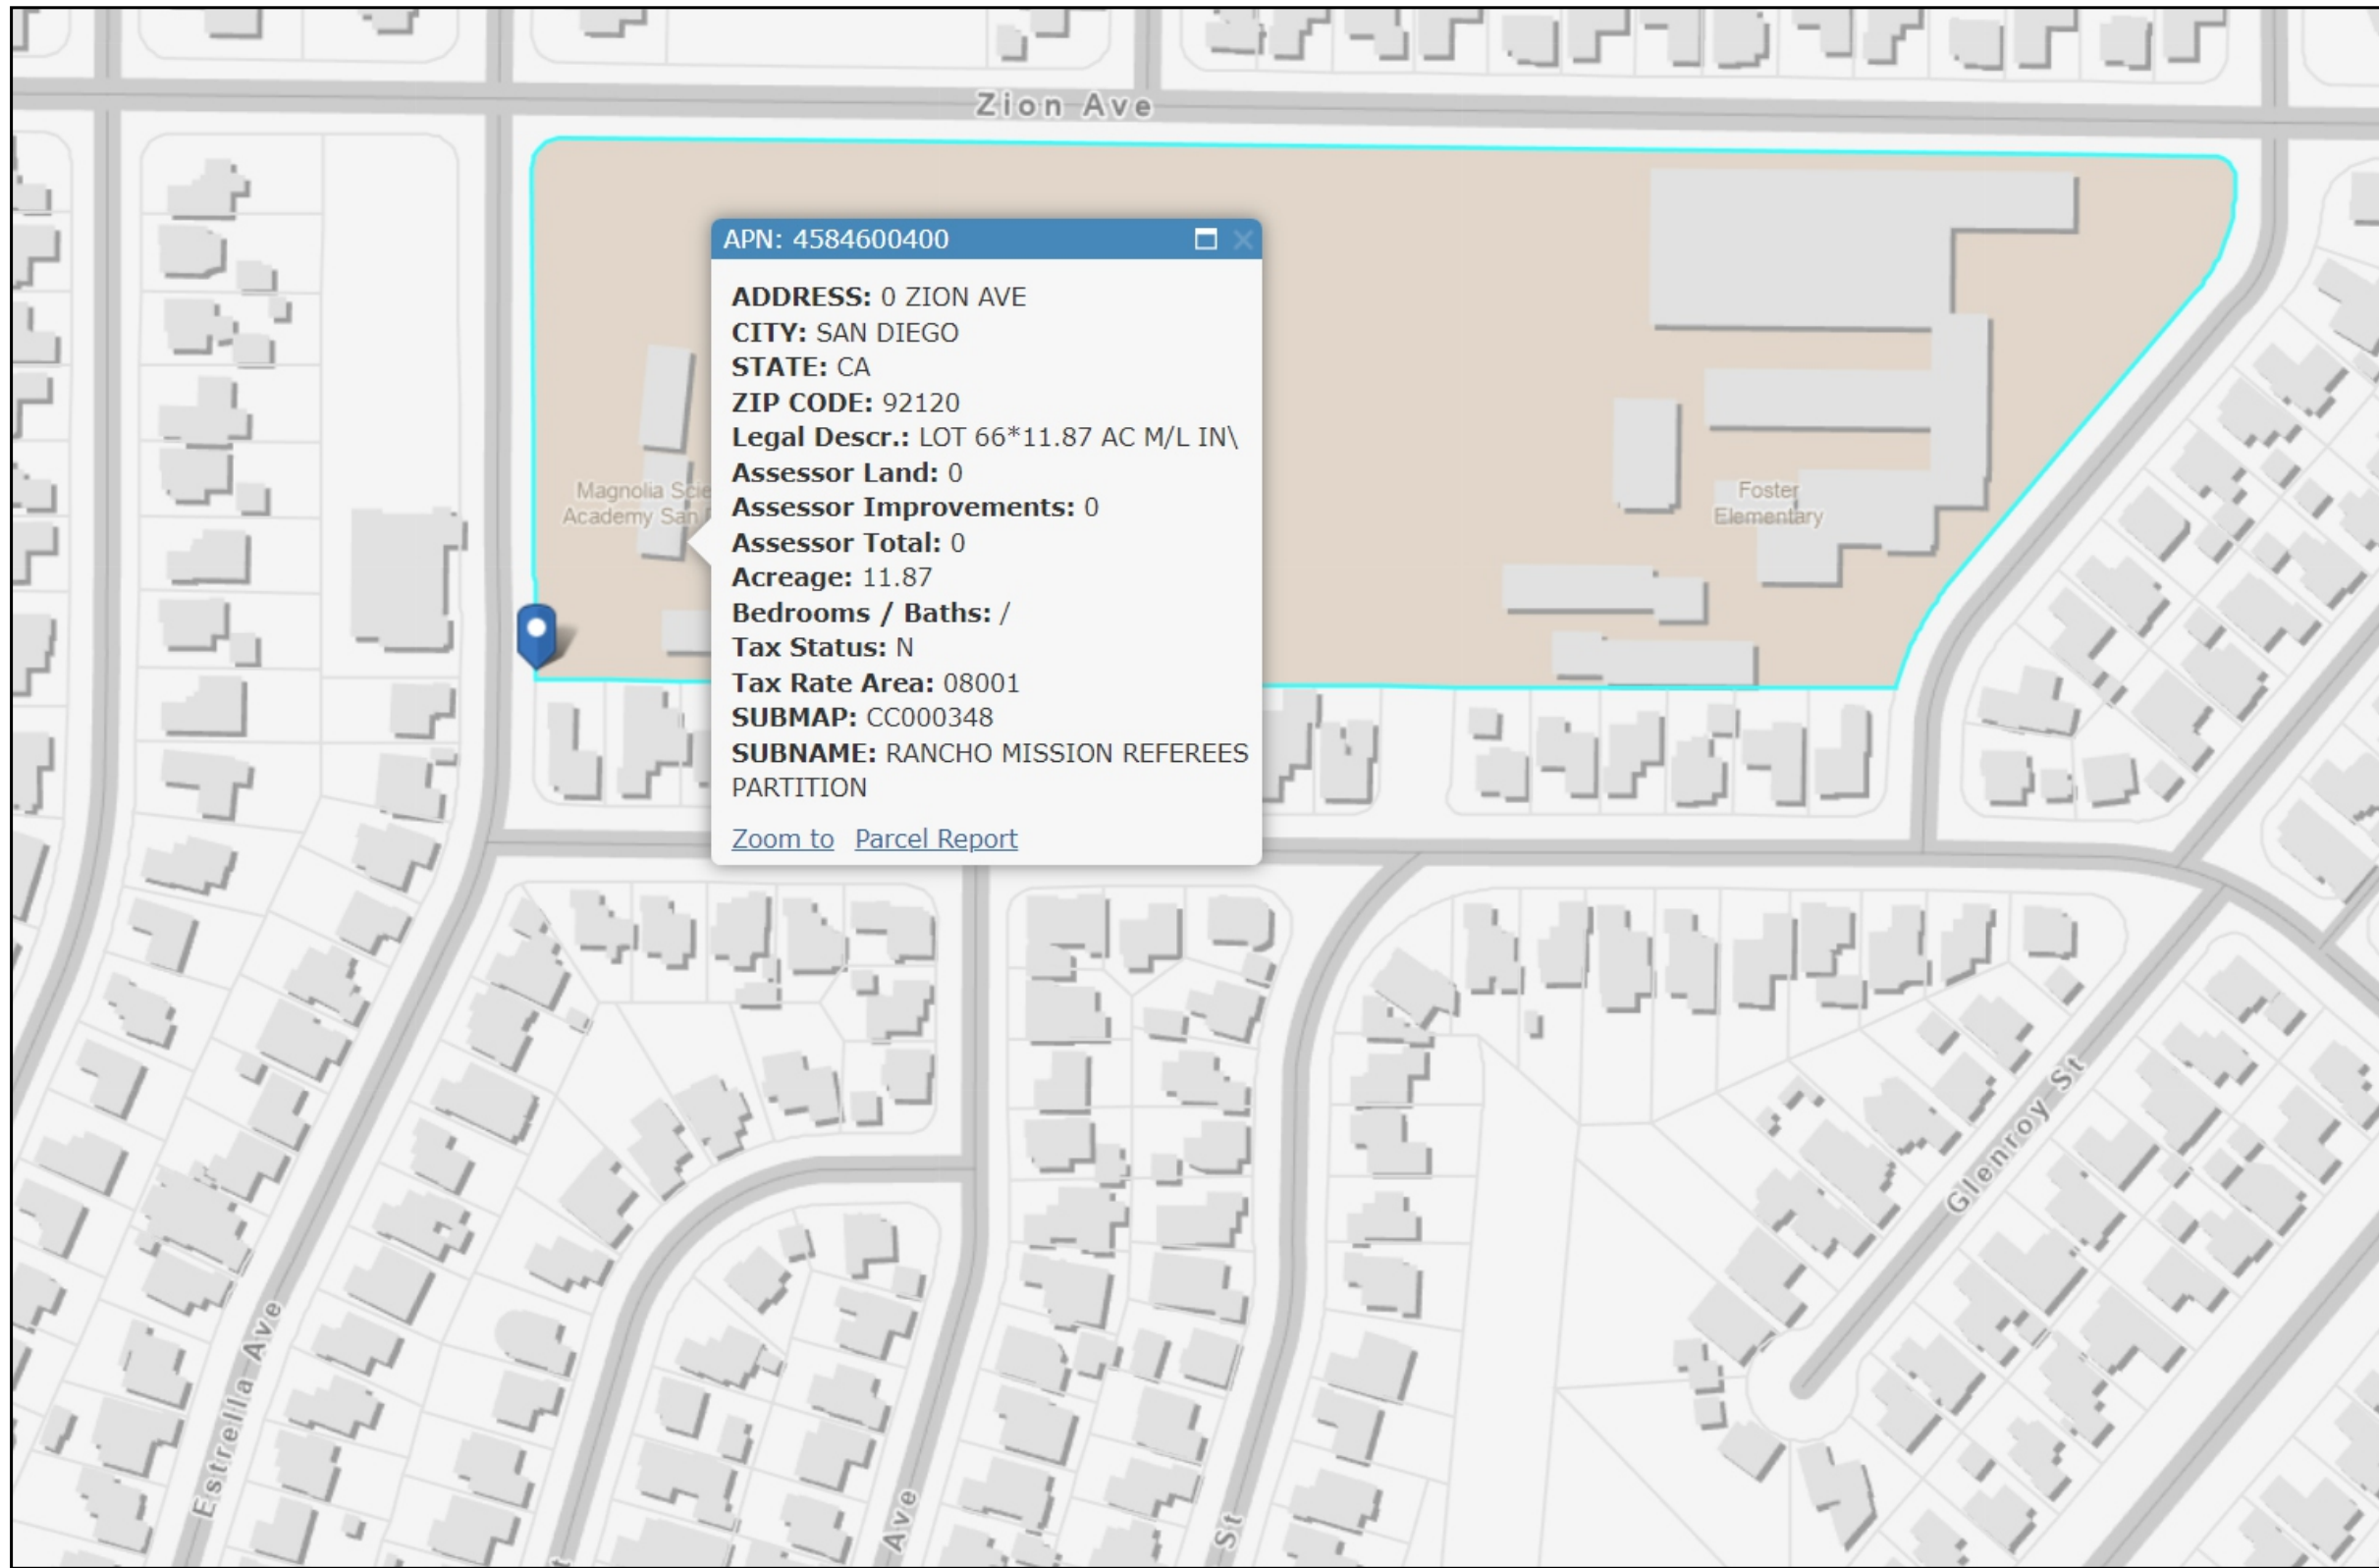 Zion Ave
APN: 4584600400
ADDRESS: 0 ZION AVE
CITY: SAN DIEGO
STATE: CA
ZIP CODE: 92120
Legal Descr.: LOT 66*11.87 AC M/L IN\
Assessor Land: 0
Assessor Improvements: 0
Assessor Total: 0
Acreage: 11.87
Bedrooms / Baths: /
Tax Status: N
Tax Rate Area: 08001
SUBMAP: CC000348
SUBNAME: RANCHO MISSION REFEREES
PARTITION
Zoom to Parcel Report
Magnolia Scie
Academy San
Foster
Elementary
Glenroy St
Estrella Ave
Ave
St